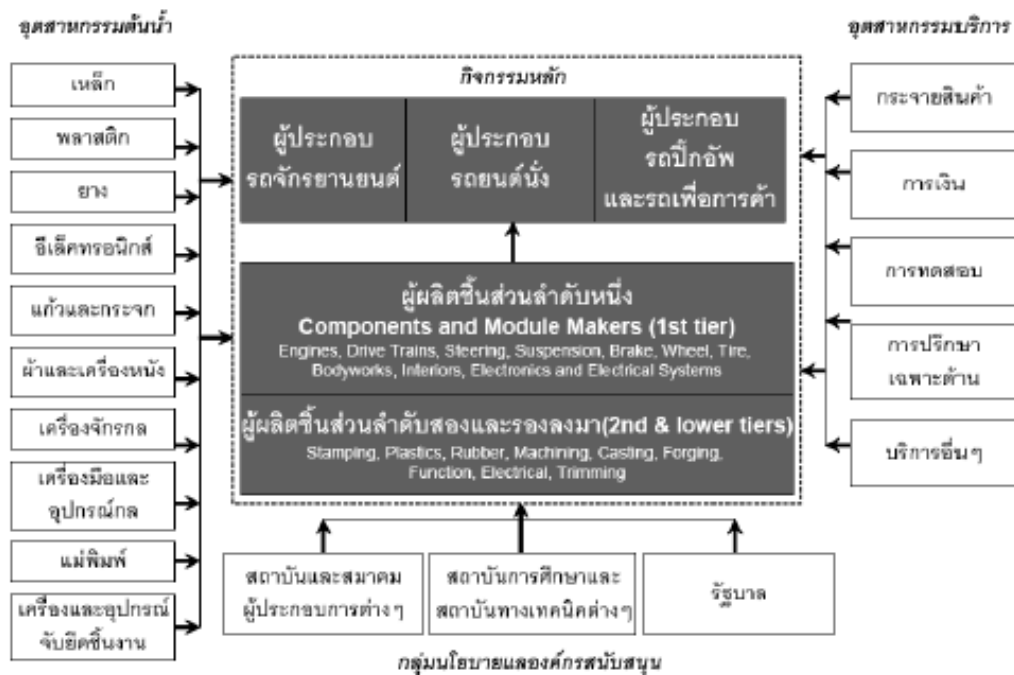 อุตสาหกรรมต้นน้ำ
เหล็ก
พลาสติก
ยาง
อีเล็คทรอนิกส์
แก้วและกระจก
ผ้าและเครื่องหนัง
เครื่องจักรกล
เครื่องมือและ
อุปกรณ์กล
แม่พิมพ์
เครื่องและอุปกรณ์
จับยึดชิ้นงาน
กิจกรรมหลัก
ผู้ประกอบ
รถจักรยานยนต์
ผู้ประกอบ
รถยนต์นั่ง
ผู้ประกอบ
รถปิ๊กอัพ
และรถเพื่อการค้า
ผู้ผลิตชิ้นส่วนลำดับหนึ่ง
Components and Module Makers (1st tier)
Engines, Drive Trains, Steering, Suspension, Brake, Wheel, Tire,
Bodyworks, Interiors, Electronics and Electrical Systems
ผู้ผลิตชิ้นส่วนลำดับสองและรองลงมา(2nd & lower tiers)
Stamping, Plastics, Rubber, Machining, Casting, Forging,
Function, Electrical, Trimming
สถาบันและสมาคม
ผู้ประกอบการต่างๆ
สถาบันการศึกษาและ
สถาบันทางเทคนิคต่างๆ
รัฐบาล
กลุ่มนโยบายแลองค์กรสนับสนุน
อุตสาหกรรมบริการ
กระจายสินค้า
การเงิน
การทดสอบ
การปรึกษา
เฉพาะด้าน
บริการอื่นๆ